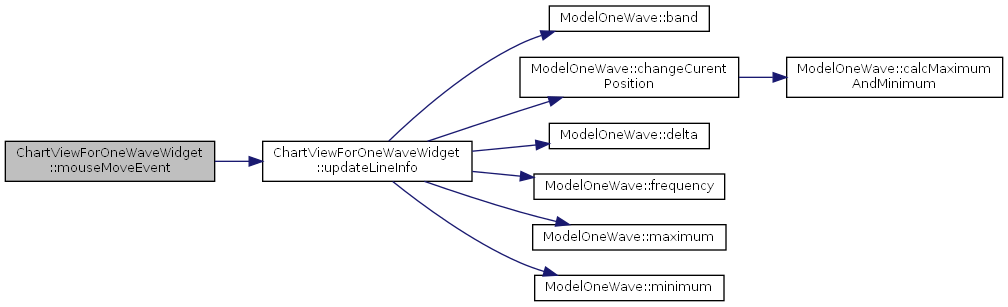 ChartViewForOneWaveWidget
::mouseMoveEvent
ChartViewForOneWaveWidget
::updateLineInfo
ModelOneWave::band
ModelOneWave::changeCurent
Position
ModelOneWave::calcMaximum
AndMinimum
ModelOneWave::delta
ModelOneWave::frequency
ModelOneWave::maximum
ModelOneWave::minimum